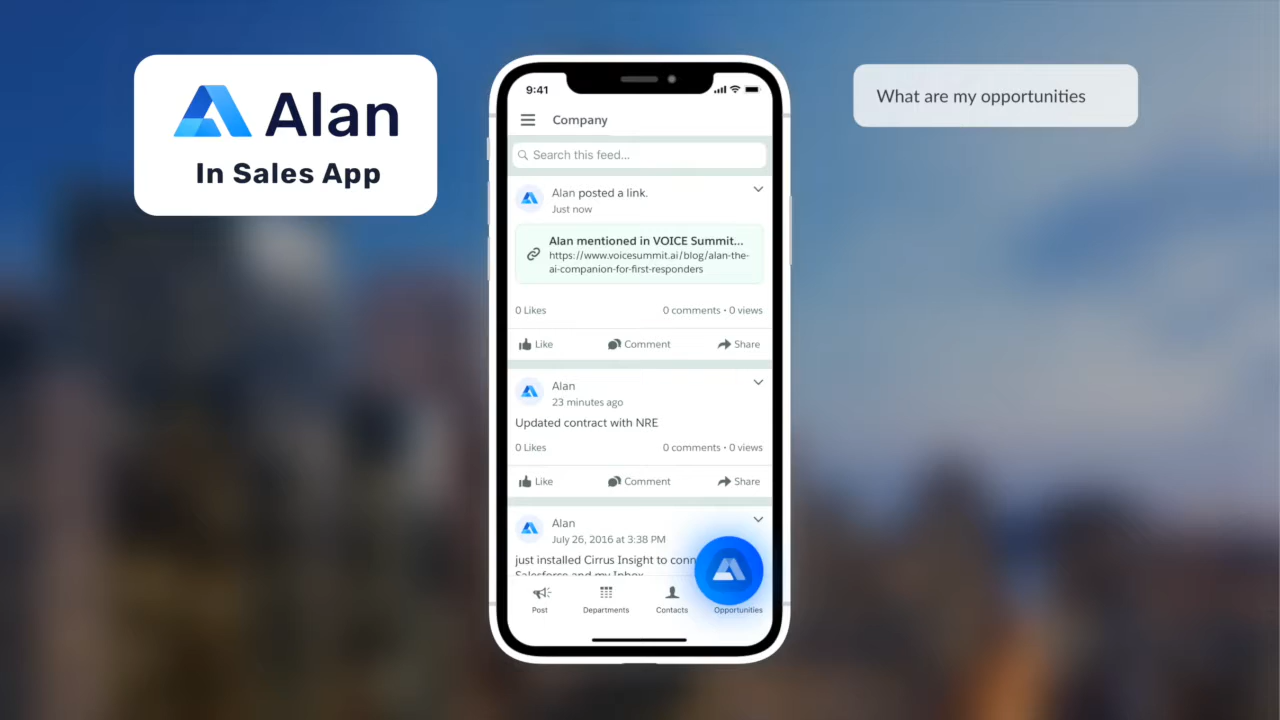 Alan
In Sales App
9:41
Company
Search this feed...
Alan posted a link.
Just now
Alan mentioned in VOICE Summit...
https://www.voicesummit.ai/blog/alan-the-
ai-companion-for-first-responders
0 Likes
0 comments • 0 views
Like
Comment
Share
Alan
23 minutes ago
Updated contract with NRE
0 Likes
0 comments • 0 views
Like
Comment
Share
Alan
July 26, 2016 at 3:38 PM
just installed Cirrus Insight to conn
Salesforce and my Inbox
Post
Departments
Contacts
Opportunities
What are my opportunities